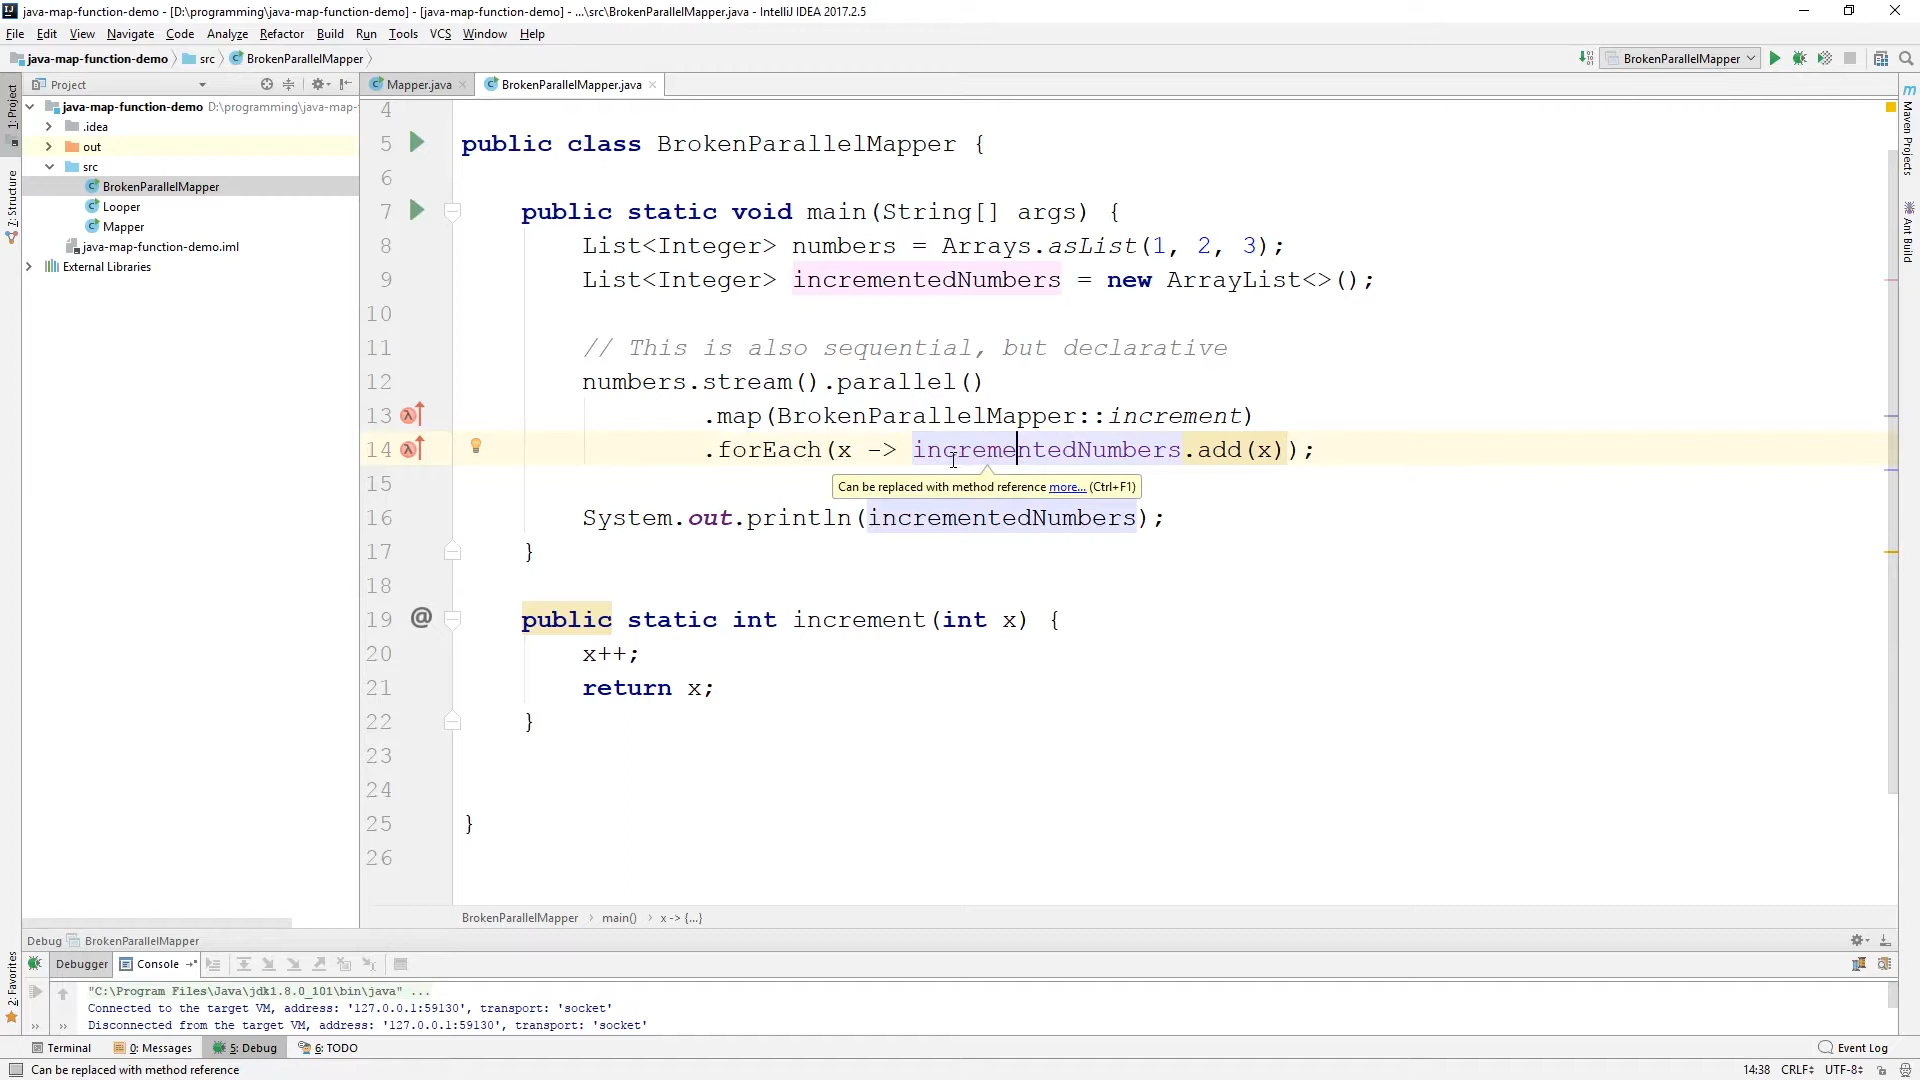 java-map-function-demo - [D:\programming\java-map-function-demo] - [java-map-function-demo] - ...\src\BrokenParallelMapper.java - IntelliJ IDEA 2017.2.5
File Edit View Navigate Code Analyze Refactor Build Run Tools VCS Window Help
java-map-function-demo src BrokenParallelMapper
BrokenParallelMapper
Project
Mapper.java
BrokenParallelMapper.java
1: Project
7: Structure
2: Favorites
java-map-function-demo D:\programming\java-map-
.idea
out
src
BrokenParallelMapper
Looper
Mapper
java-map-function-demo.iml
External Libraries
Maven Projects
Ant Build
4
5 public class BrokenParallelMapper {
6
7 public static void main(String[] args) {
8 List<Integer> numbers = Arrays.asList(1, 2, 3);
9 List<Integer> incrementedNumbers = new ArrayList<>();
10
11 // This is also sequential, but declarative
12 numbers.stream().parallel()
13 .map(BrokenParallelMapper::increment)
14 .forEach(x -> incrementedNumbers.add(x));
Can be replaced with method reference more... (Ctrl+F1)
15
16 System.out.println(incrementedNumbers);
17 }
18
19 @ public static int increment(int x) {
20 x++;
21 return x;
22 }
23
24
25 }
26
BrokenParallelMapper main() x -> {...}
Debug BrokenParallelMapper
Debugger Console
"C:\Program Files\Java\jdk1.8.0_101\bin\java" ...
Connected to the target VM, address: '127.0.0.1:59130', transport: 'socket'
Disconnected from the target VM, address: '127.0.0.1:59130', transport: 'socket'
Terminal 0: Messages 5: Debug 6: TODO Event Log
Can be replaced with method reference 14:38 CRLF UTF-8